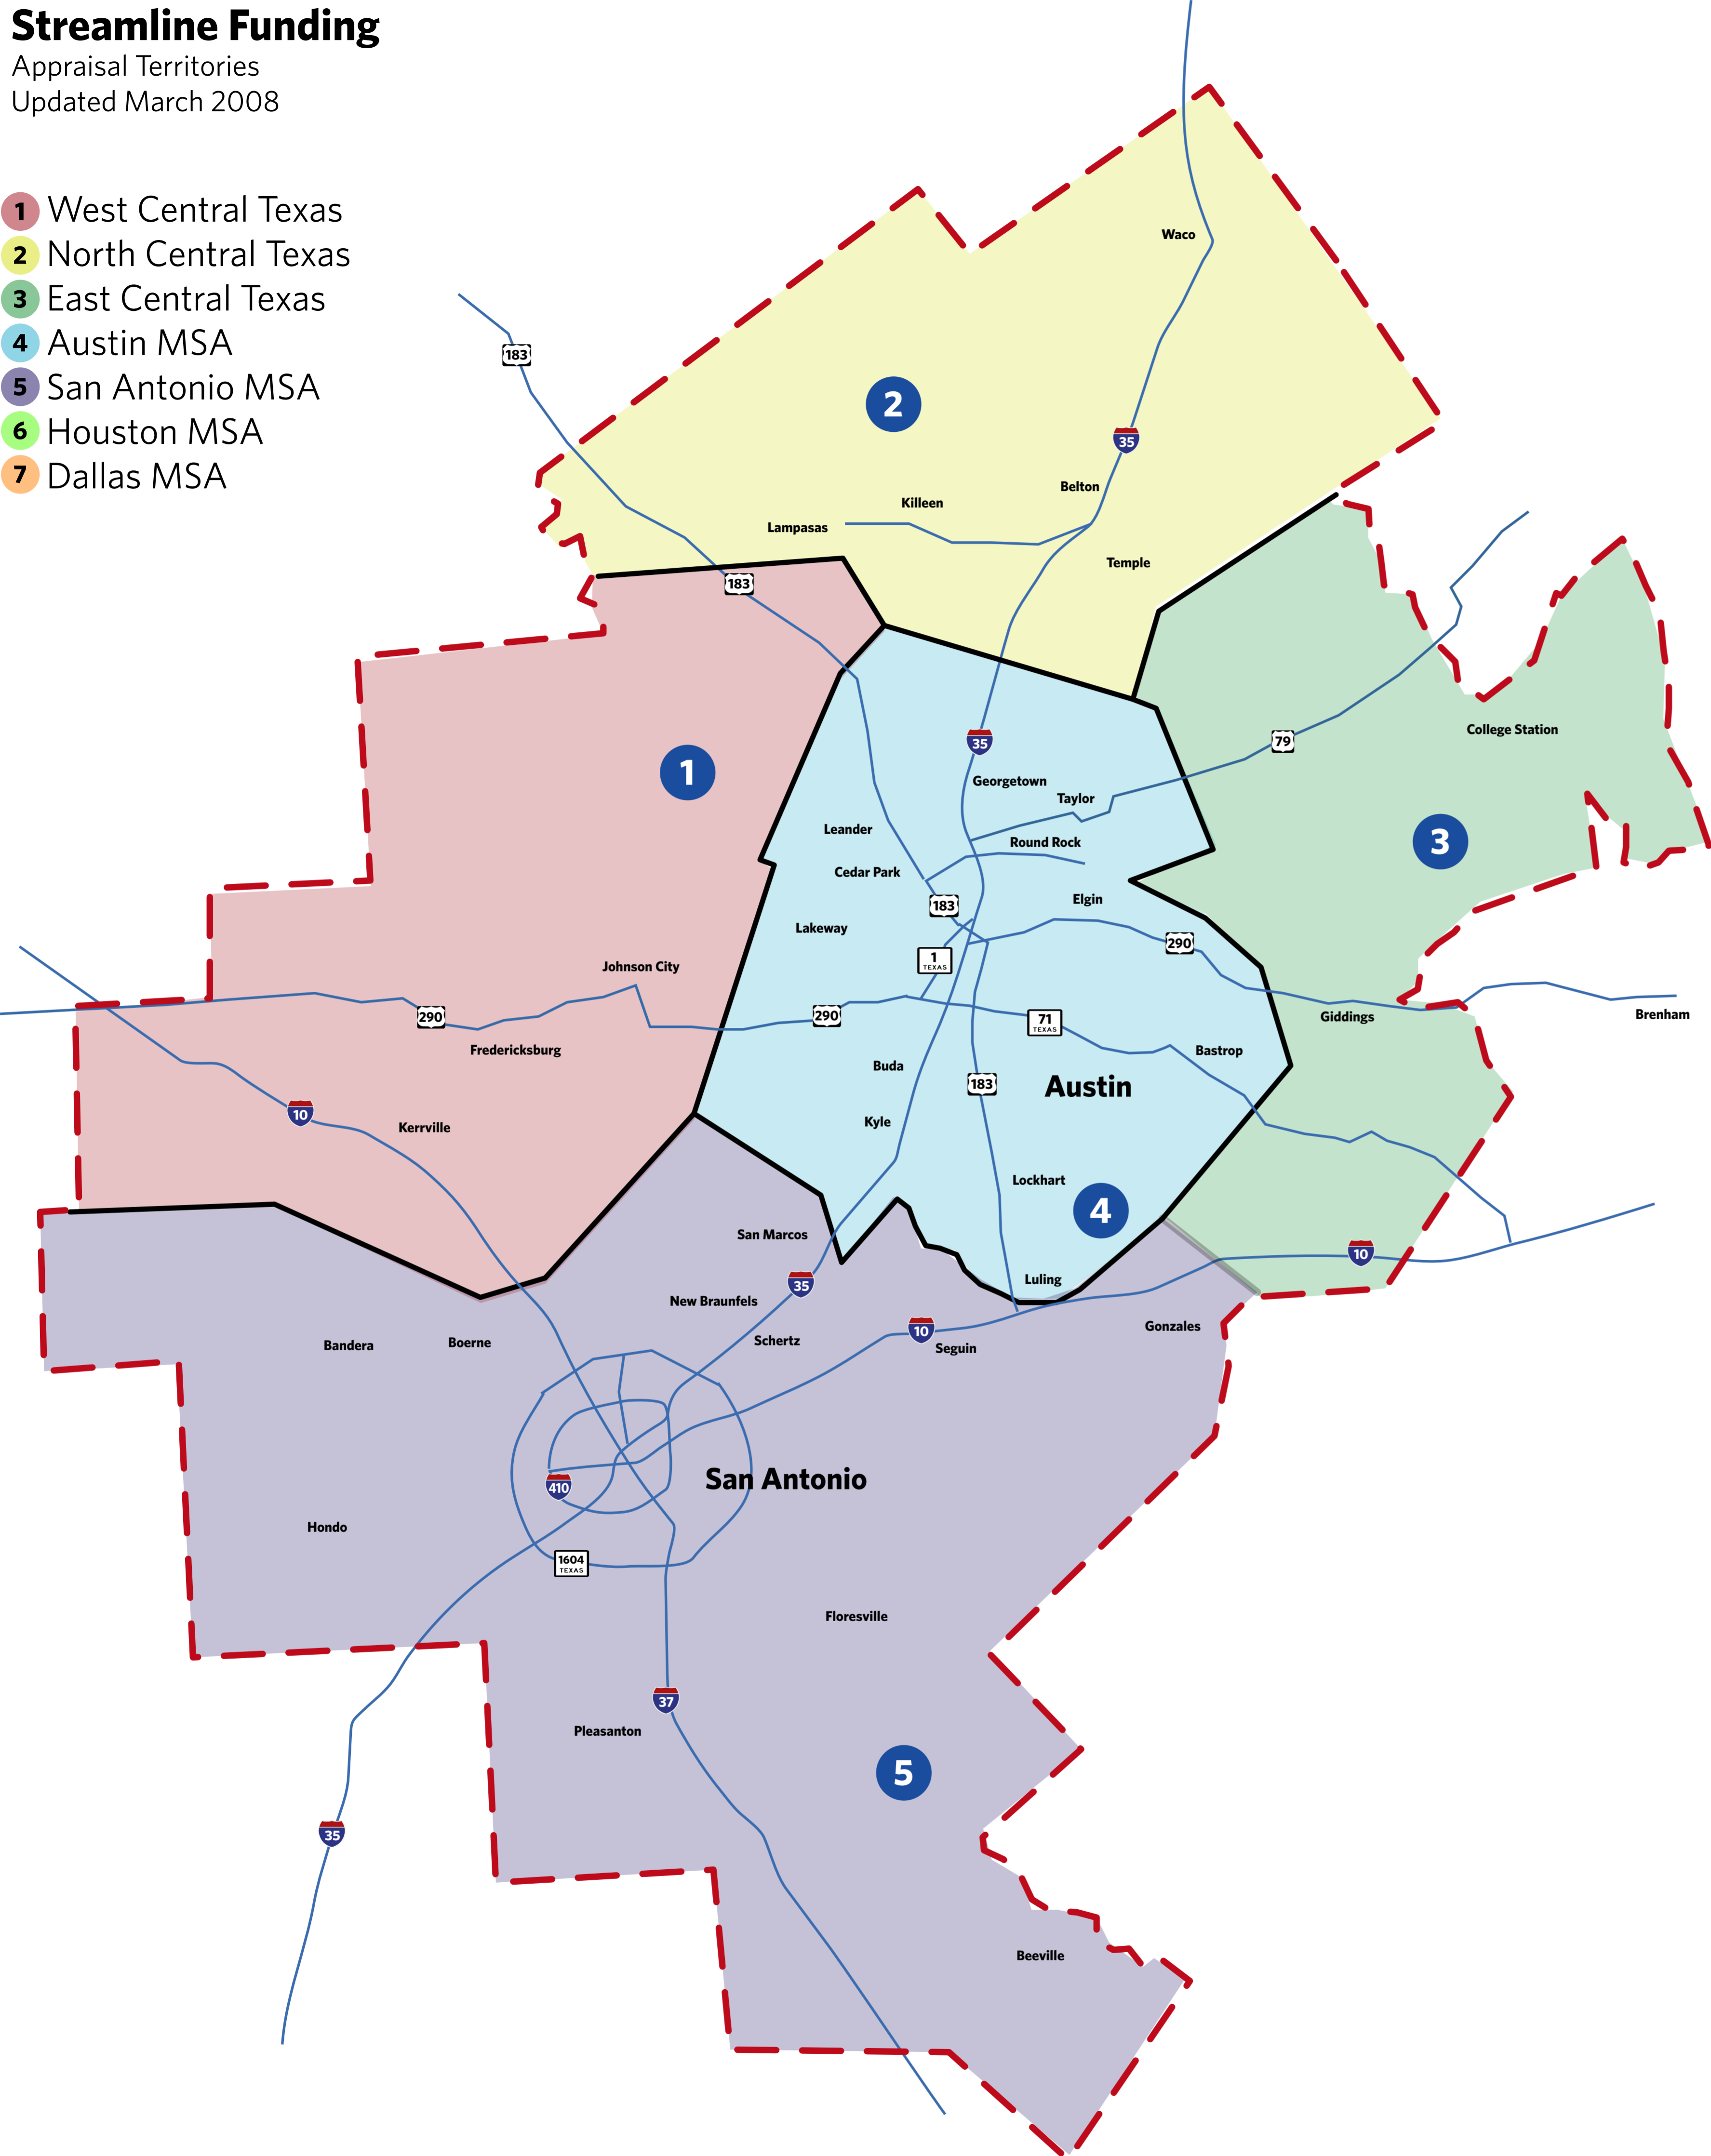 Streamline Funding
Appraisal Territories
Updated March 2008
1 West Central Texas
2 North Central Texas
3 East Central Texas
4 Austin MSA
5 San Antonio MSA
6 Houston MSA
7 Dallas MSA
Waco
183
2
35
Belton
Killeen
Lampasas
Temple
183
College Station
35
79
1
Georgetown
Taylor
Leander
Round Rock
3
Cedar Park
Elgin
183
Lakeway
290
1
TEXAS
Johnson City
290
290
71
TEXAS
Giddings
Brenham
Fredericksburg
Bastrop
Buda
183
Austin
10
Kyle
Kerrville
Lockhart
4
San Marcos
10
Luling
35
New Braunfels
Gonzales
10
Schertz
Boerne
Bandera
Seguin
San Antonio
410
Hondo
1604
TEXAS
Floresville
37
Pleasanton
5
35
Beeville